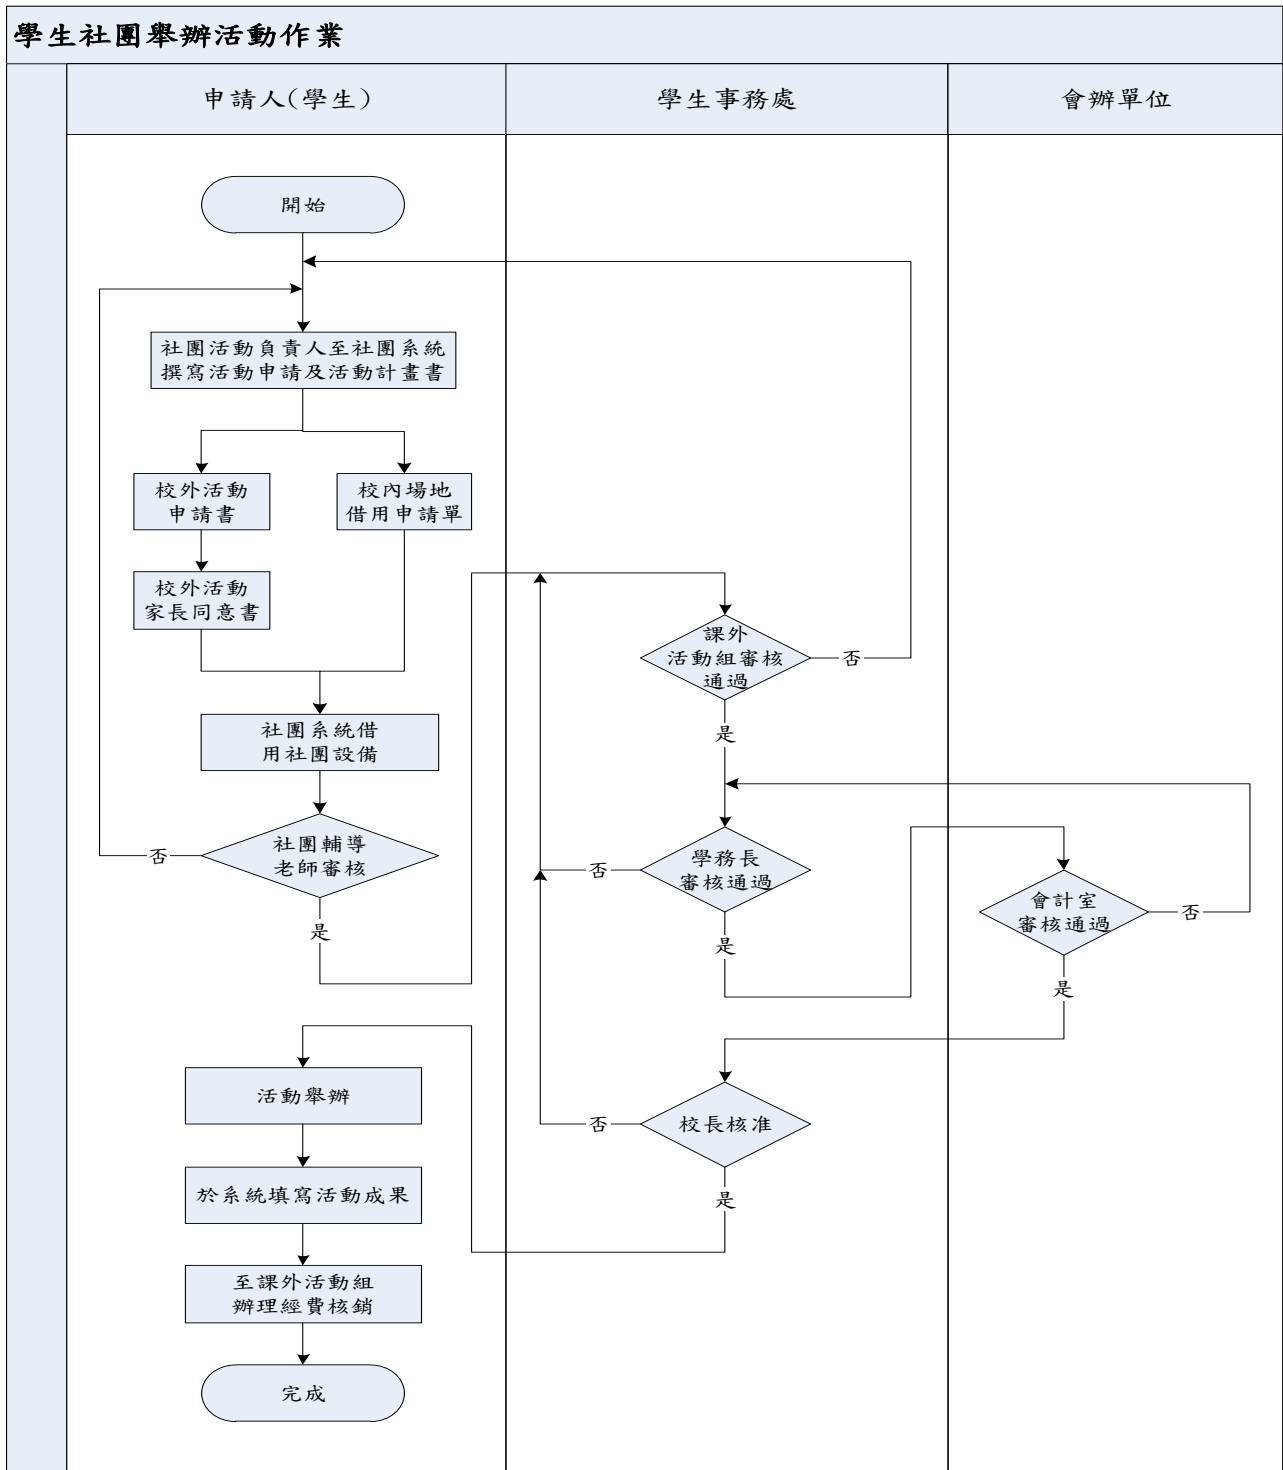 學生社團舉辦活動作業
申請人(學生)
學生事務處
會辦單位
開始
社團活動負責人至社團系統
撰寫活動申請及活動計畫書
校外活動
申請書
校內場地
借用申請單
校外活動
家長同意書
課外
活動組審核
通過
否
是
社團系統借
用社團設備
社團輔導
老師審核
否
是
學務長
審核通過
否
是
會計室
審核通過
否
是
活動舉辦
校長核准
否
是
於系統填寫活動成果
至課外活動組
辦理經費核銷
完成